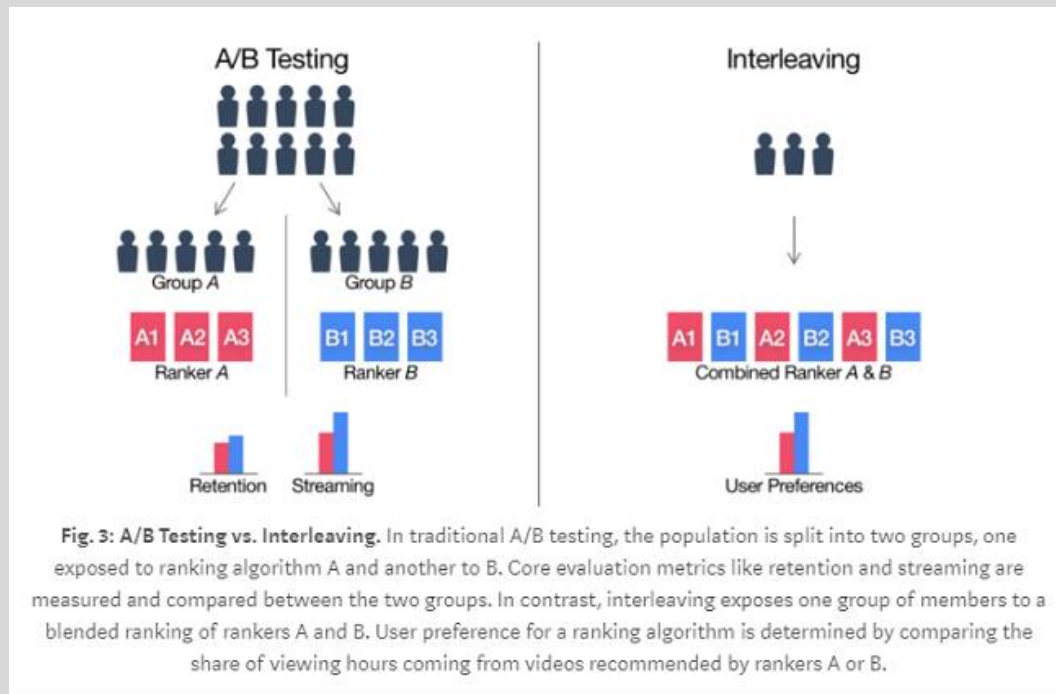 A/B Testing
Interleaving
Group A
Group B
A1 A2 A3
B1 B2 B3
A1 B1 A2 B2 A3 B3
Ranker A
Ranker B
Combined Ranker A & B
Retention
Streaming
User Preferences
Fig. 3: A/B Testing vs. Interleaving. In traditional A/B testing, the population is split into two groups, one
exposed to ranking algorithm A and another to B. Core evaluation metrics like retention and streaming are
measured and compared between the two groups. In contrast, interleaving exposes one group of members to a
blended ranking of rankers A and B. User preference for a ranking algorithm is determined by comparing the
share of viewing hours coming from videos recommended by rankers A or B.